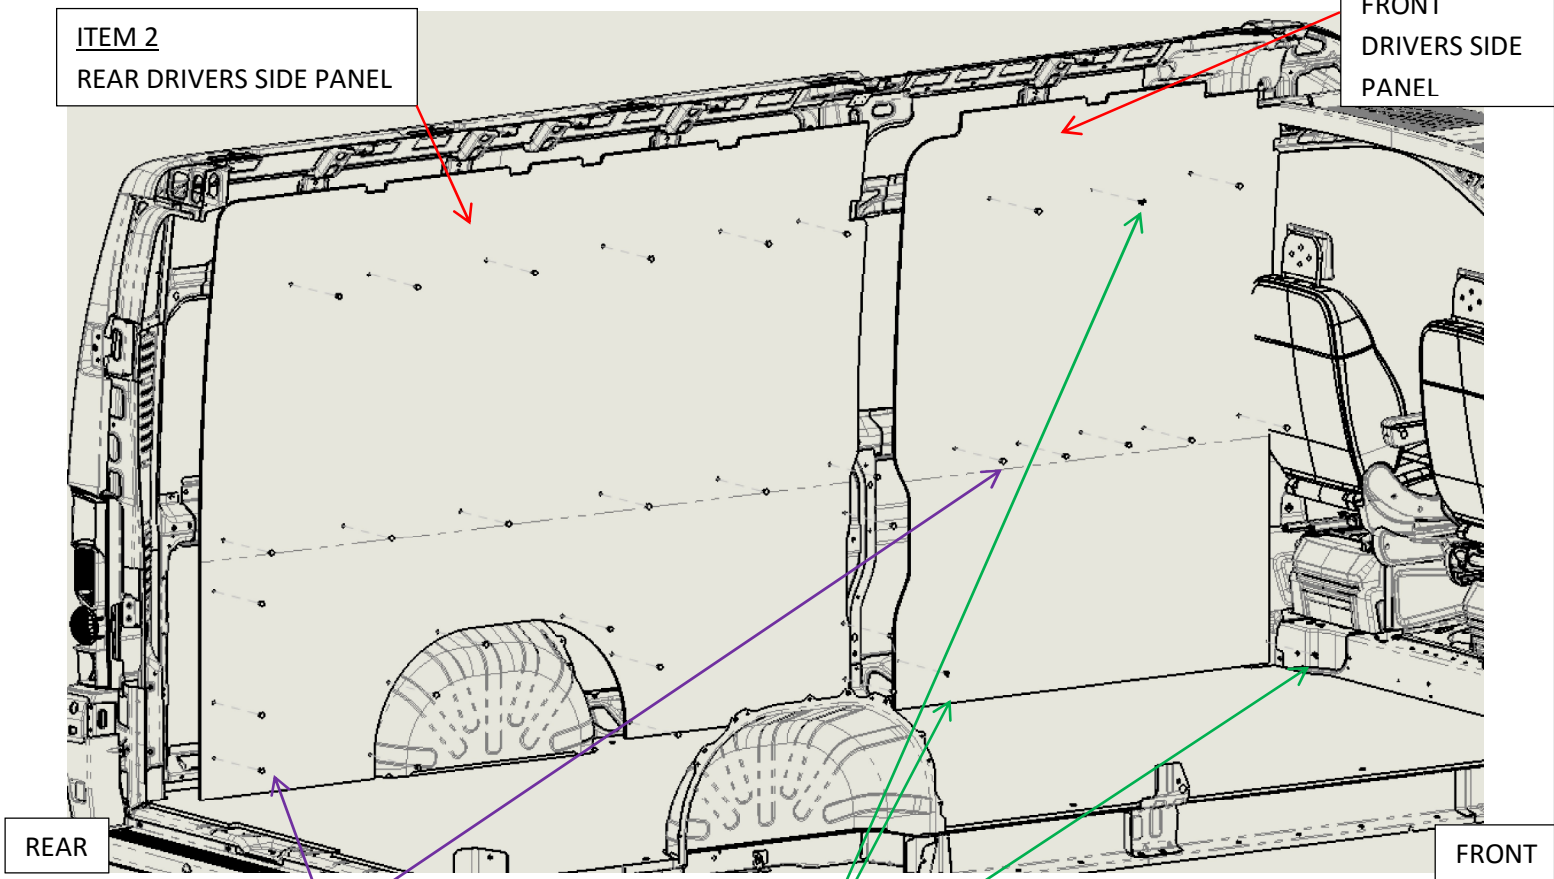 ITEM 2
REAR DRIVERS SIDE PANEL
FRONT
DRIVERS SIDE
PANEL
REAR
FRONT